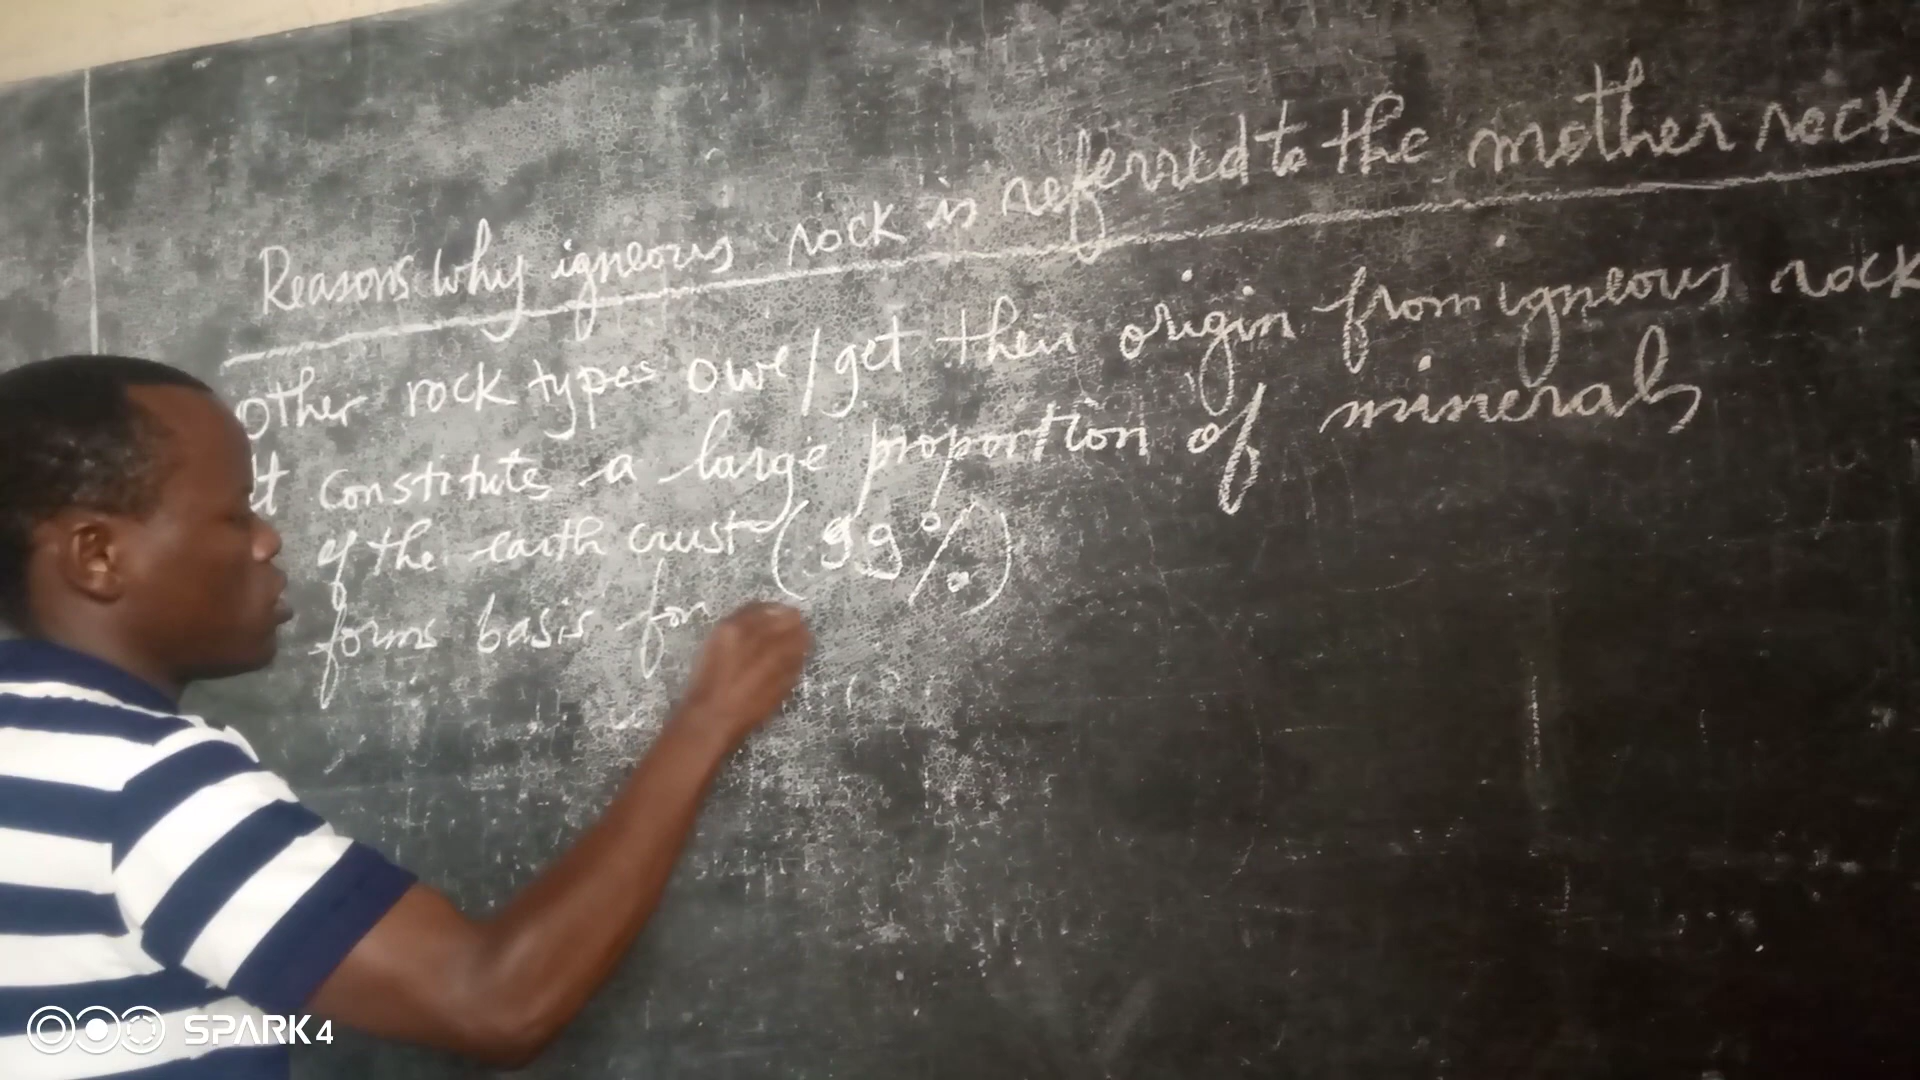 Reasons why igneous rock is referred to the mother rock
other rock types owe/get their origin from igneous rock
It constitutes a large proportion of minerals
of the earth crust (99%)
forms basis for
SPARK 4